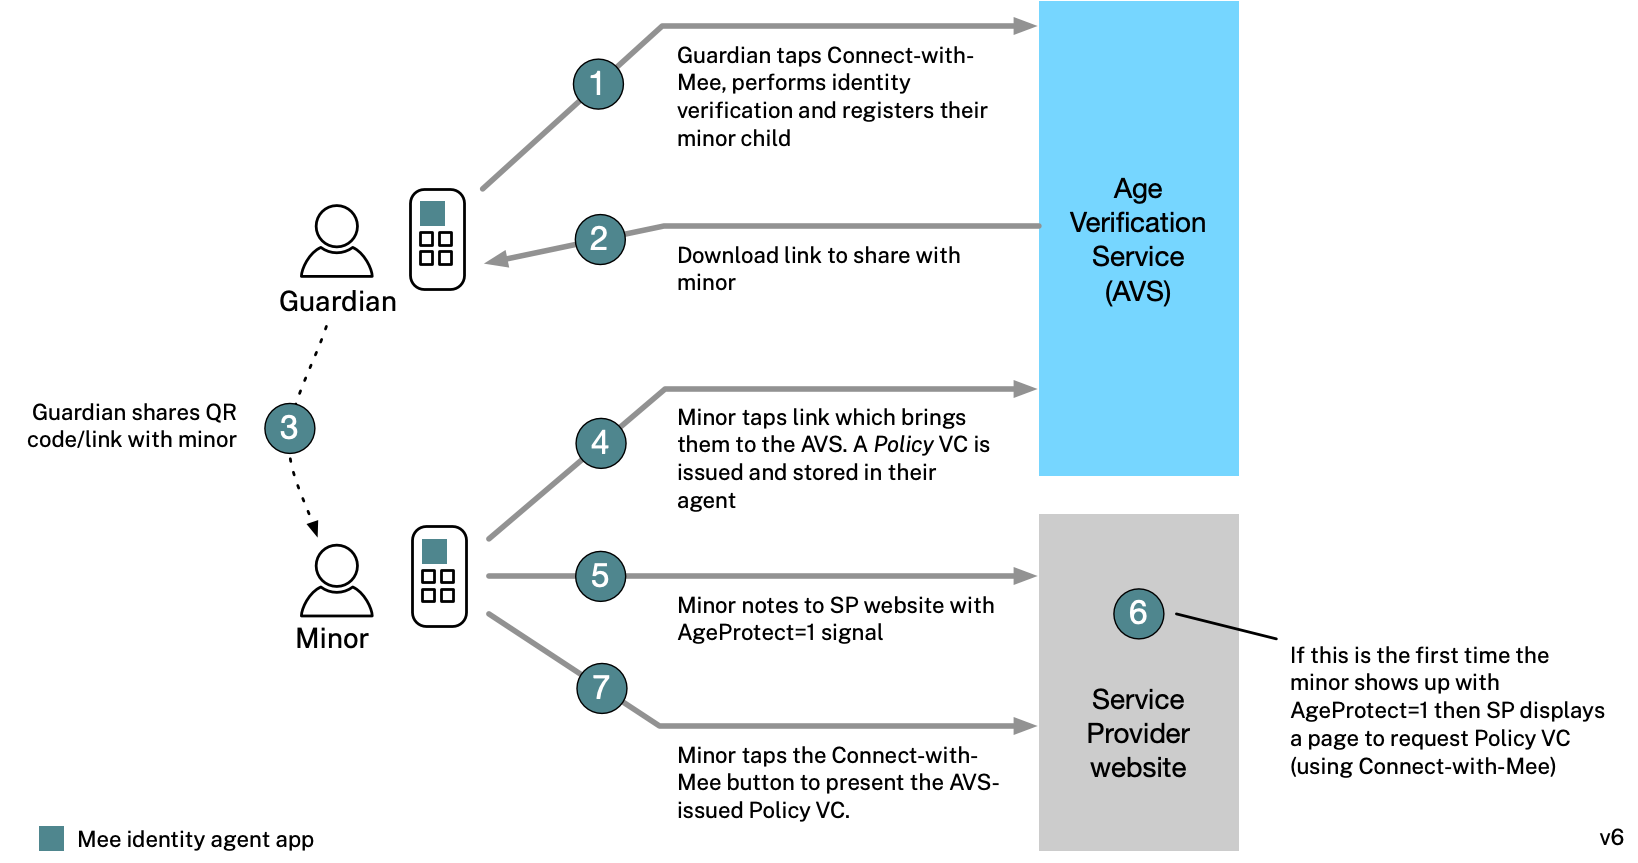 1
Guardian taps Connect-with-
Mee, performs identity
verification and registers their
minor child
Age
Verification
Service
(AVS)
2
Download link to share with
minor
Guardian
3
Guardian shares QR
code/link with minor
4
Minor taps link which brings
them to the AVS. A Policy VC is
issued and stored in their
agent
Minor
5
Minor notes to SP website with
AgeProtect=1 signal
6
If this is the first time the
minor shows up with
AgeProtect=1 then SP displays
a page to request Policy VC
(using Connect-with-Mee)
Service
Provider
website
7
Minor taps the Connect-with-
Mee button to present the AVS-
issued Policy VC.
Mee identity agent app
v6